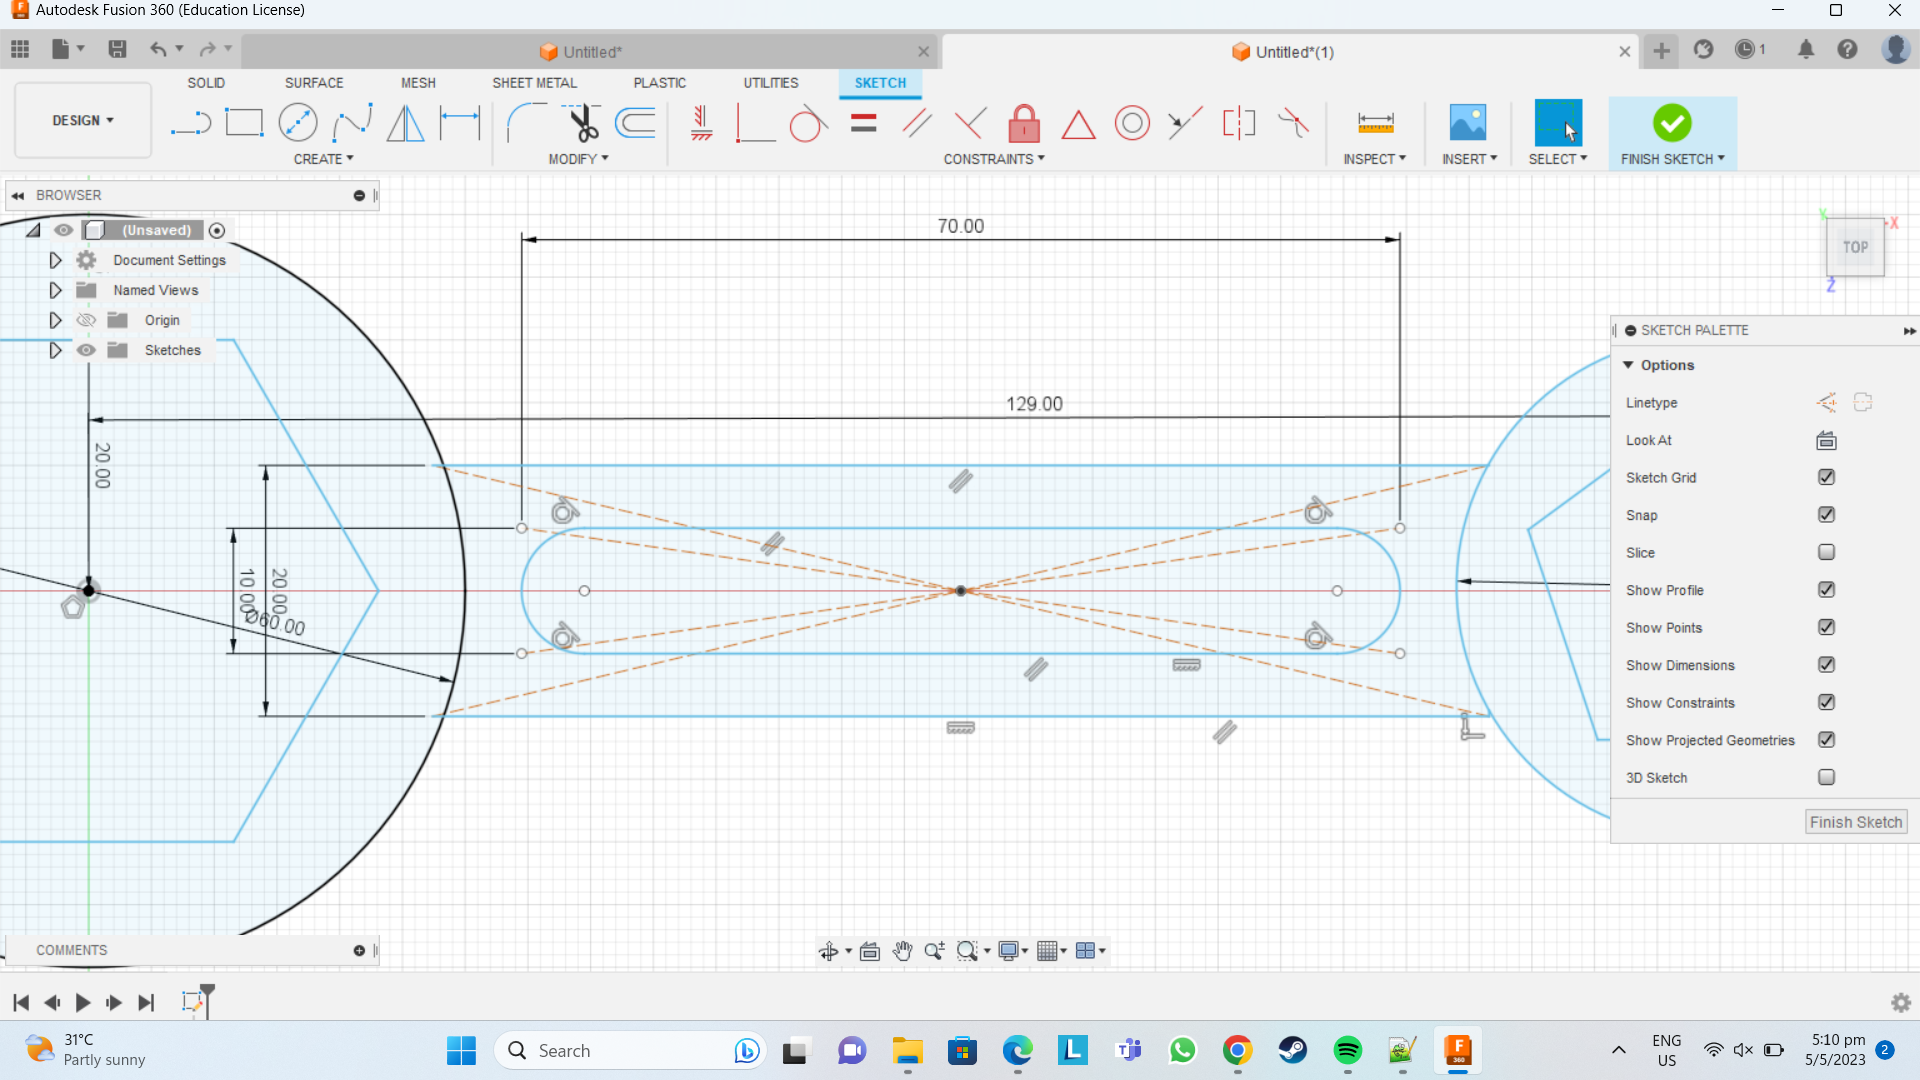 Autodesk Fusion 360 (Education License)
Untitled*
Untitled*(1)
1
SOLID SURFACE MESH SHEET METAL PLASTIC UTILITIES SKETCH
DESIGN
CREATE MODIFY CONSTRAINTS INSPECT INSERT SELECT FINISH SKETCH
BROWSER
(Unsaved)
Document Settings
Named Views
Origin
Sketches
70.00
129.00
20.00
20.00
10.00
Ø60.00
Y
X
TOP
Z
SKETCH PALETTE
Options
Linetype
Look At
Sketch Grid
Snap
Slice
Show Profile
Show Points
Show Dimensions
Show Constraints
Show Projected Geometries
3D Sketch
Finish Sketch
COMMENTS
31°C
Partly sunny
Search
L
F
360
ENG
US
5:10 pm
5/5/2023
2